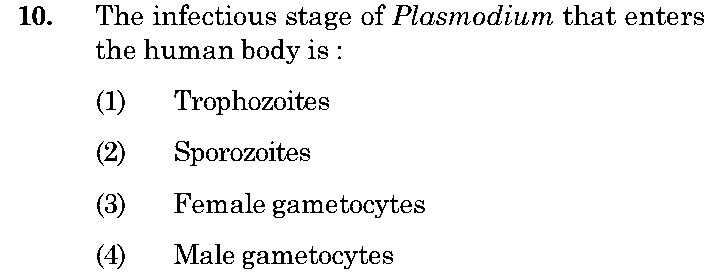 10. The infectious stage of Plasmodium that enters
the human body is :
(1) Trophozoites
(2) Sporozoites
(3) Female gametocytes
(4) Male gametocytes